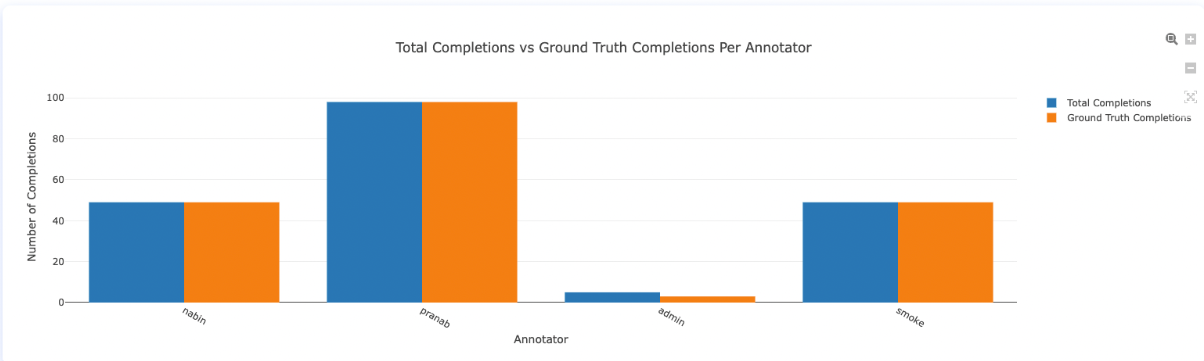 Total Completions vs Ground Truth Completions Per Annotator
Total Completions
Ground Truth Completions
Number of Completions
100
80
60
40
20
0
nabin
pranab
admin
smoke
Annotator